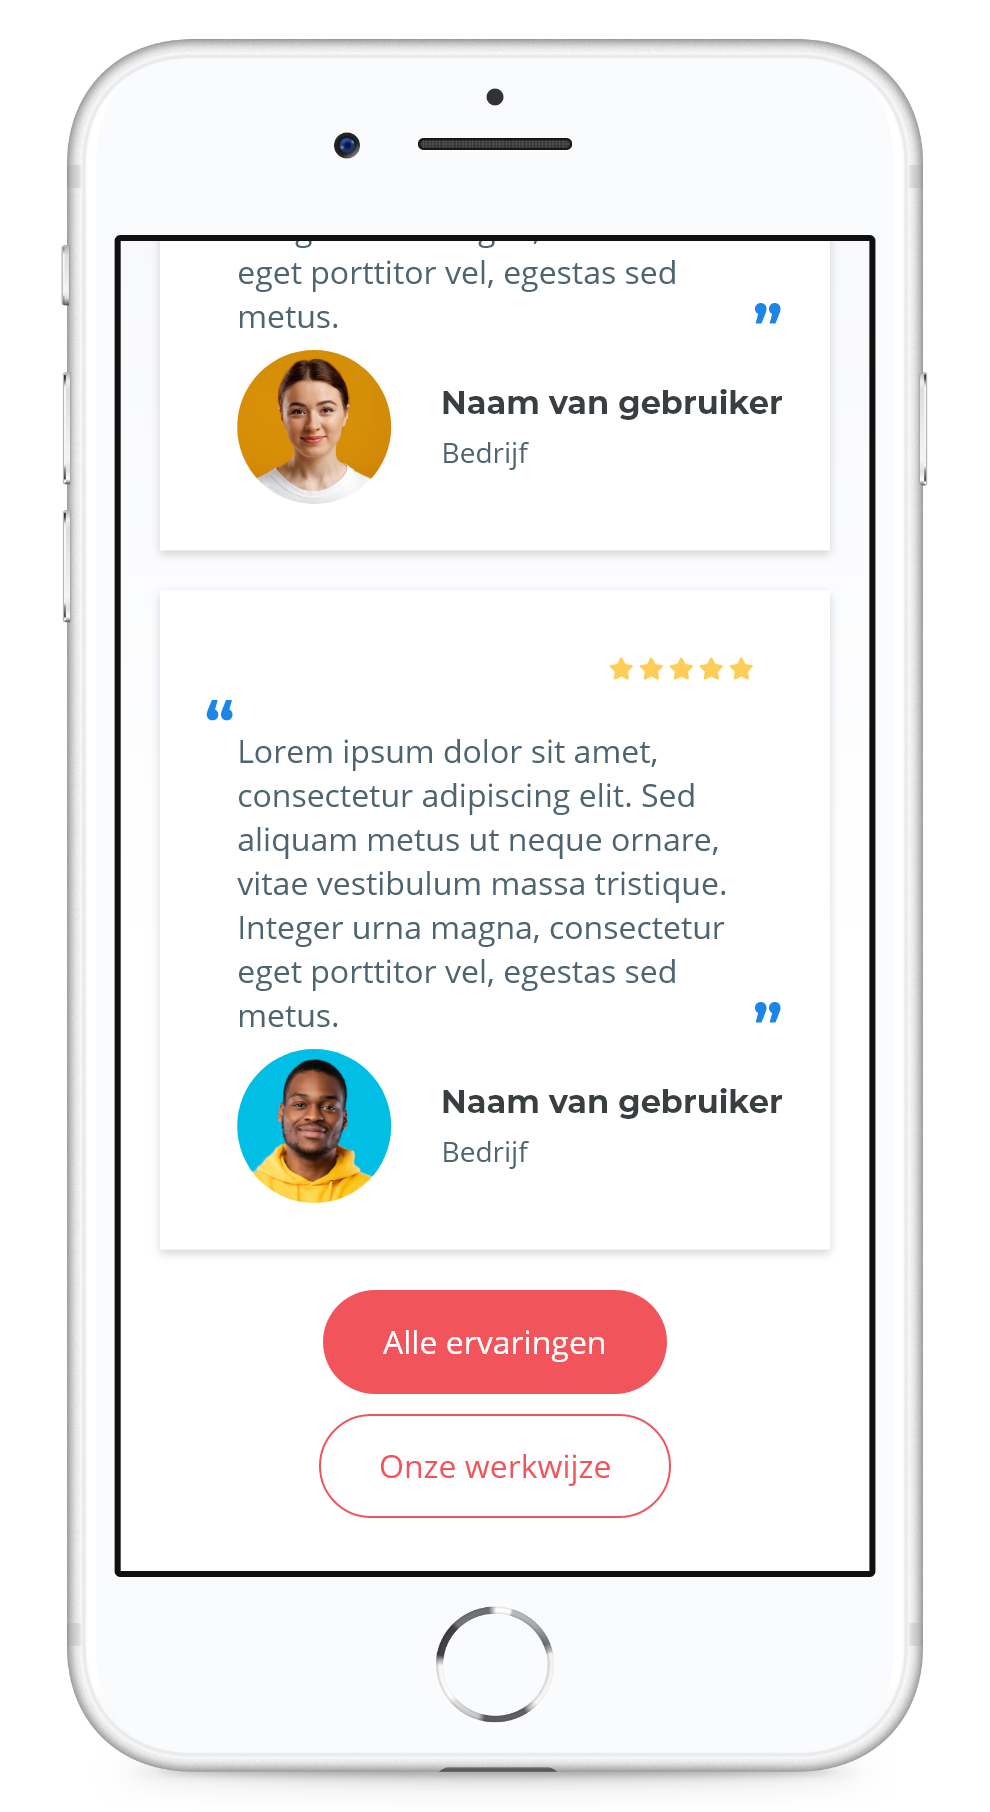 eget porttitor vel, egestas sed
metus.
”
Naam van gebruiker
Bedrijf
“
Lorem ipsum dolor sit amet,
consectetur adipiscing elit. Sed
aliquam metus ut neque ornare,
vitae vestibulum massa tristique.
Integer urna magna, consectetur
eget porttitor vel, egestas sed
metus.
”
Naam van gebruiker
Bedrijf
Alle ervaringen
Onze werkwijze